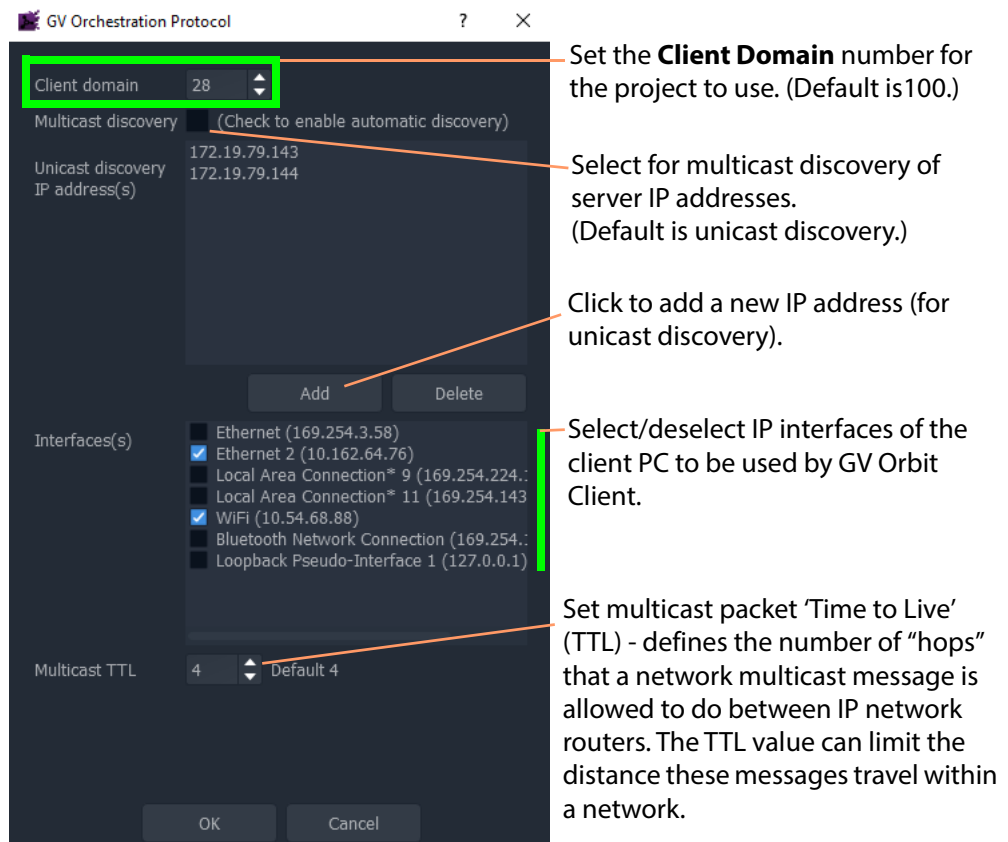 GV Orchestration Protocol ? ×
Client domain 28
Multicast discovery (Check to enable automatic discovery)
Unicast discovery
IP address(s)
172.19.79.143
172.19.79.144
Add Delete
Interfaces(s)
Ethernet (169.254.3.58)
Ethernet 2 (10.162.64.76)
Local Area Connection* 9 (169.254.224.
Local Area Connection* 11 (169.254.143
WiFi (10.54.68.88)
Bluetooth Network Connection (169.254.
Loopback Pseudo-Interface 1 (127.0.0.1)
Multicast TTL 4 Default 4
OK Cancel
Set the Client Domain number for
the project to use. (Default is100.)
Select for multicast discovery of
server IP addresses.
(Default is unicast discovery.)
Click to add a new IP address (for
unicast discovery).
Select/deselect IP interfaces of the
client PC to be used by GV Orbit
Client.
Set multicast packet ‘Time to Live’
(TTL) - defines the number of “hops”
that a network multicast message is
allowed to do between IP network
routers. The TTL value can limit the
distance these messages travel within
a network.